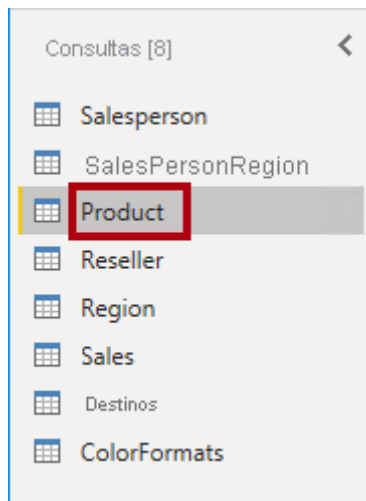 Consultas [8]
Salesperson
SalesPersonRegion
Product
Reseller
Region
Sales
Destinos
ColorFormats